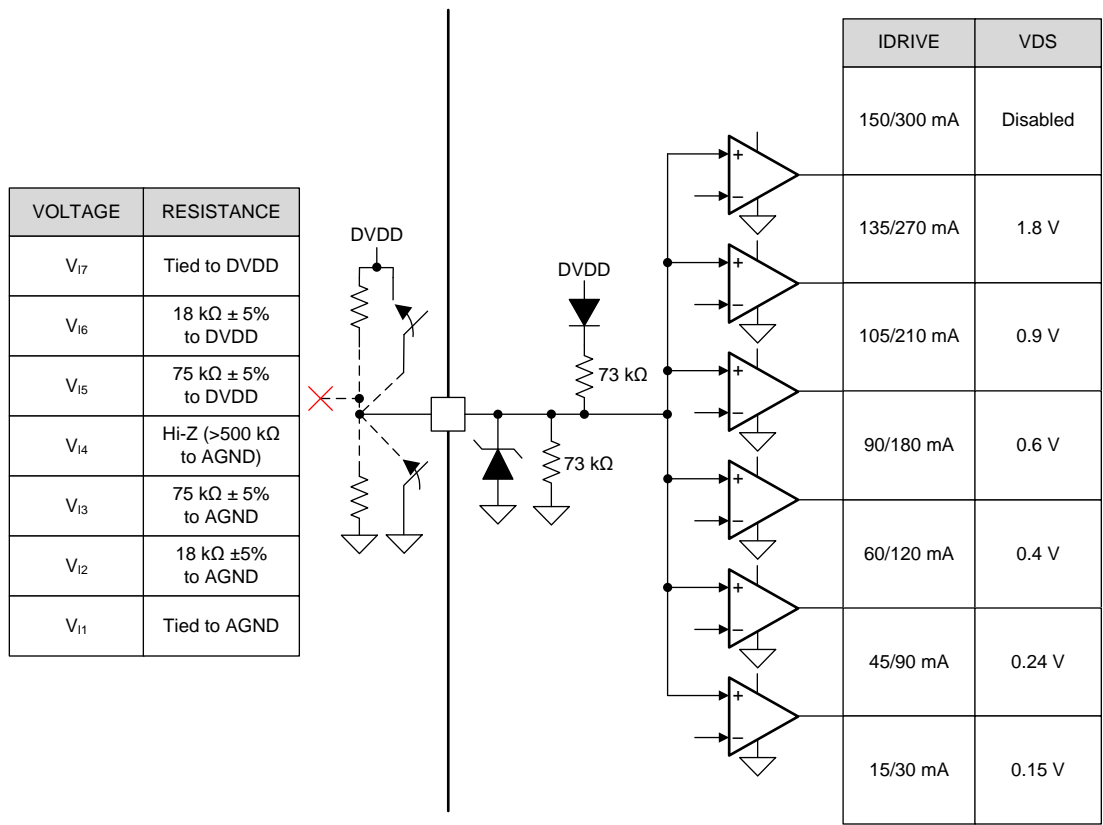 IDRIVE VDS
150/300 mA Disabled
135/270 mA 1.8 V
105/210 mA 0.9 V
90/180 mA 0.6 V
60/120 mA 0.4 V
45/90 mA 0.24 V
15/30 mA 0.15 V
VOLTAGE RESISTANCE
VI7 Tied to DVDD
VI6 18 kΩ ± 5%
to DVDD
VI5 75 kΩ ± 5%
to DVDD
VI4 Hi-Z (>500 kΩ
to AGND)
VI3 75 kΩ ± 5%
to AGND
VI2 18 kΩ ±5%
to AGND
VI1 Tied to AGND
DVDD
DVDD
73 kΩ
73 kΩ
+
−
+
−
+
−
+
−
+
−
+
−